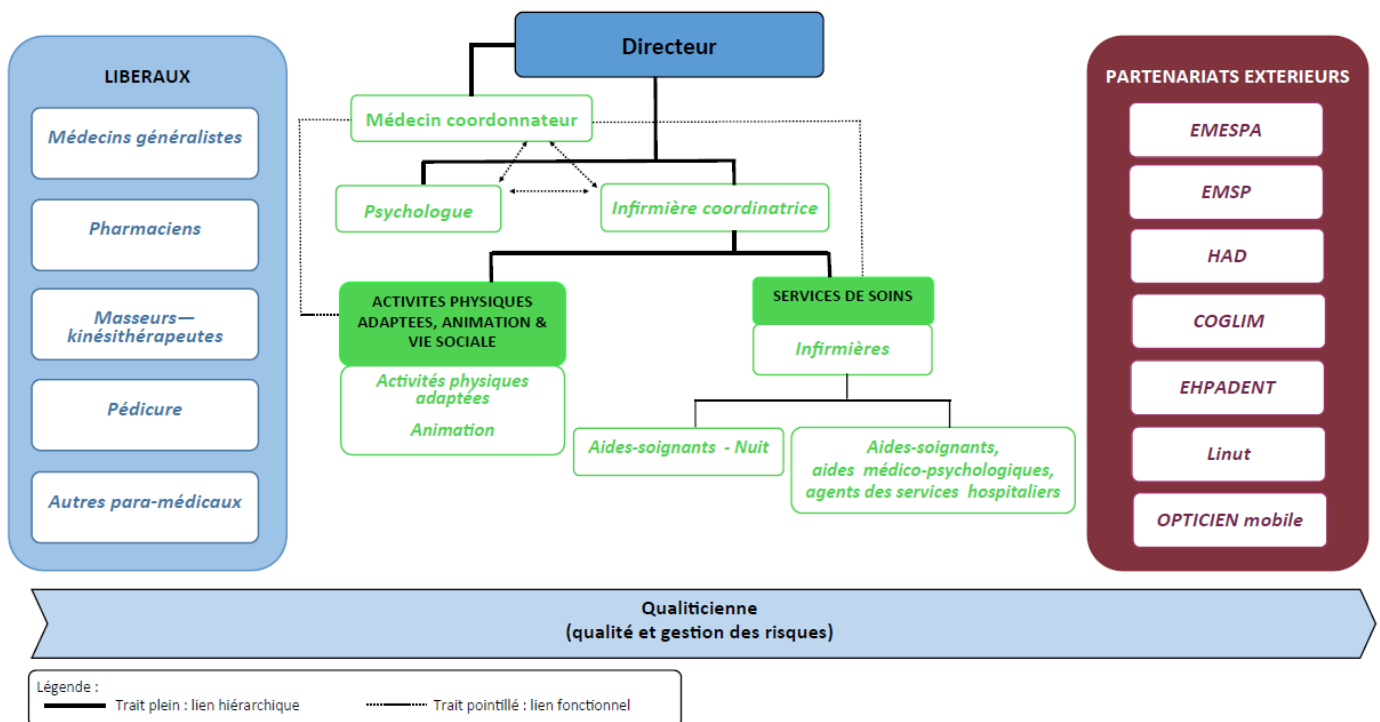 Directeur
LIBERAUX
Médecins généralistes
Pharmaciens
Masseurs—
kinésithérapeutes
Pédicure
Autres para-médicaux
Médecin coordonnateur
Psychologue
Infirmière coordinatrice
ACTIVITES PHYSIQUES
ADAPTEES, ANIMATION &
VIE SOCIALE
Activités physiques
adaptées
Animation
SERVICES DE SOINS
Infirmières
Aides-soignants - Nuit
Aides-soignants,
aides médico-psychologiques,
agents des services hospitaliers
PARTENARIATS EXTERIEURS
EMESPA
EMSP
HAD
COGLIM
EHPADENT
Linut
OPTICIEN mobile
Qualiticienne
(qualité et gestion des risques)
Légende :
Trait plein : lien hiérarchique
Trait pointillé : lien fonctionnel